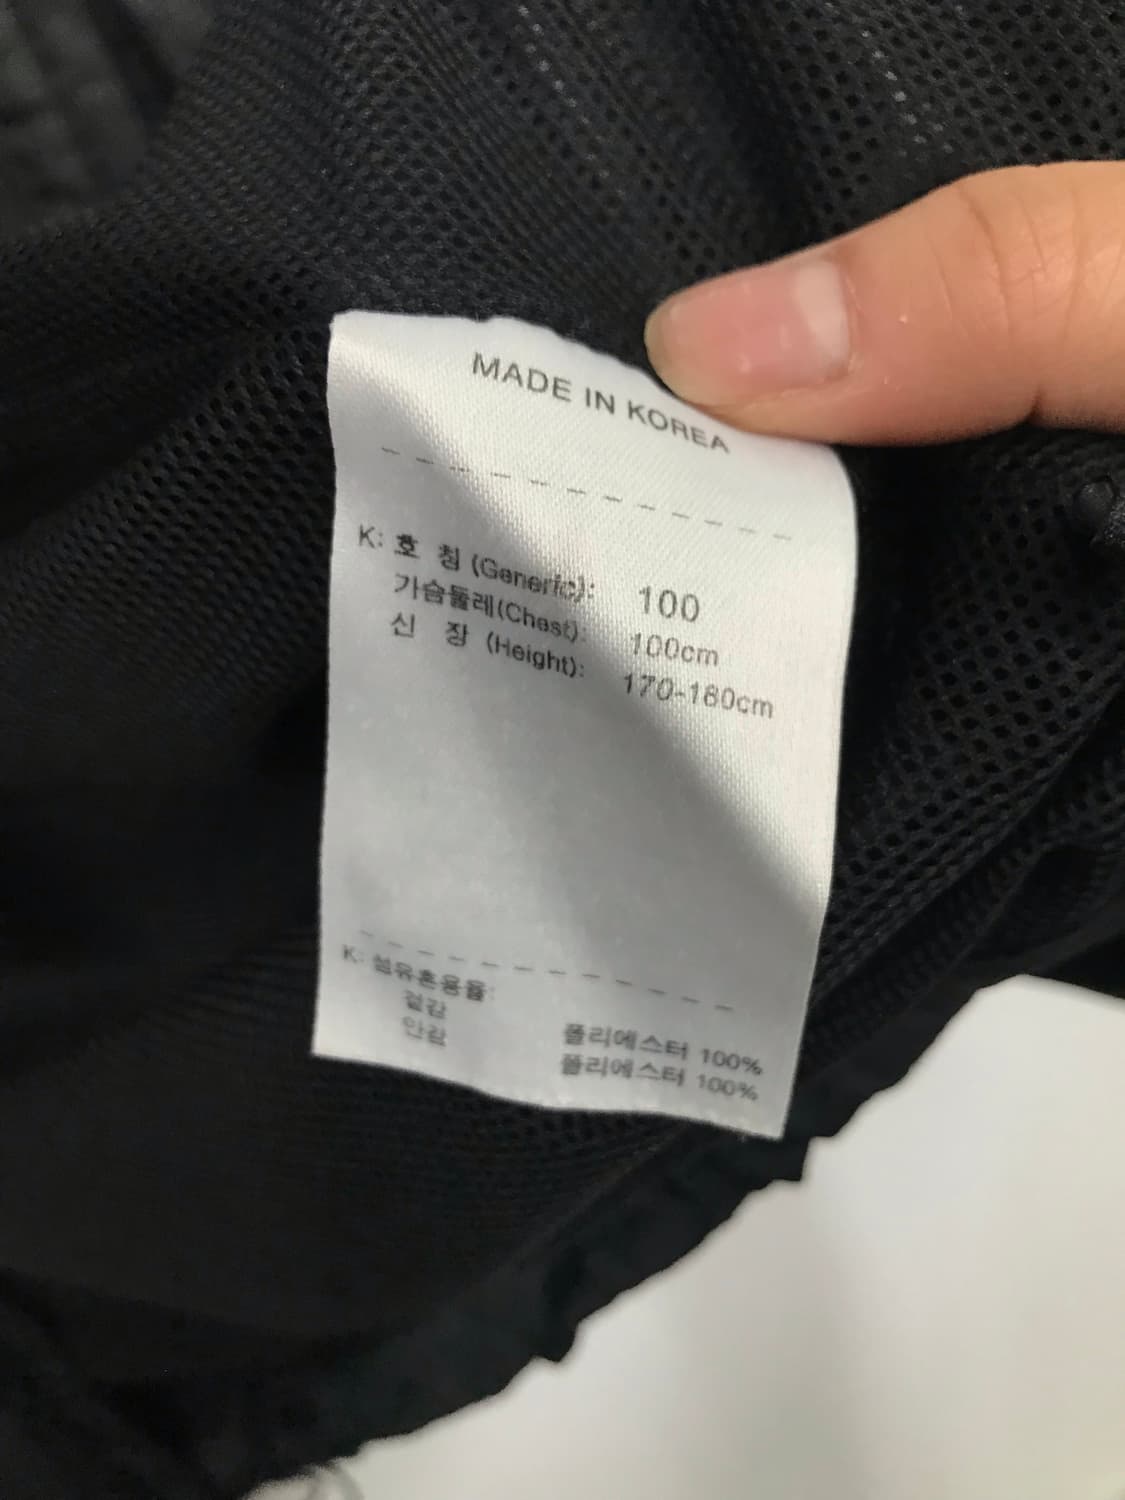 MADE IN KOREA
K: 호 칭 (Generic): 100
가슴둘레(Chest): 100cm
신 장 (Height): 170-180cm
K: 섬유혼용율:
겉감 폴리에스터 100%
안감 폴리에스터 100%